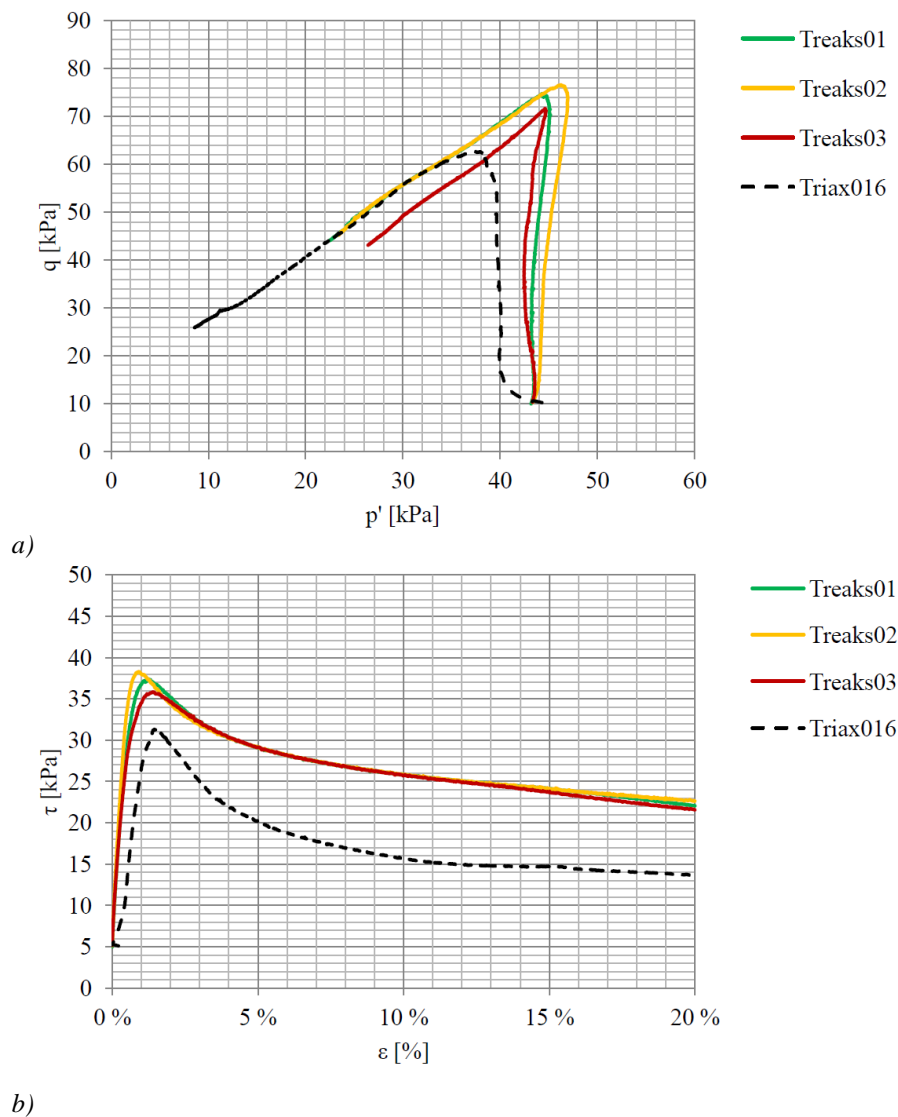 90
80
70
60
50
40
30
20
10
0
q [kPa]
0 10 20 30 40 50 60
p' [kPa]
Treaks01
Treaks02
Treaks03
Triax016
a)
50
45
40
35
30
25
20
15
10
5
0
τ [kPa]
0 % 5 % 10 % 15 % 20 %
ε [%]
Treaks01
Treaks02
Treaks03
Triax016
b)